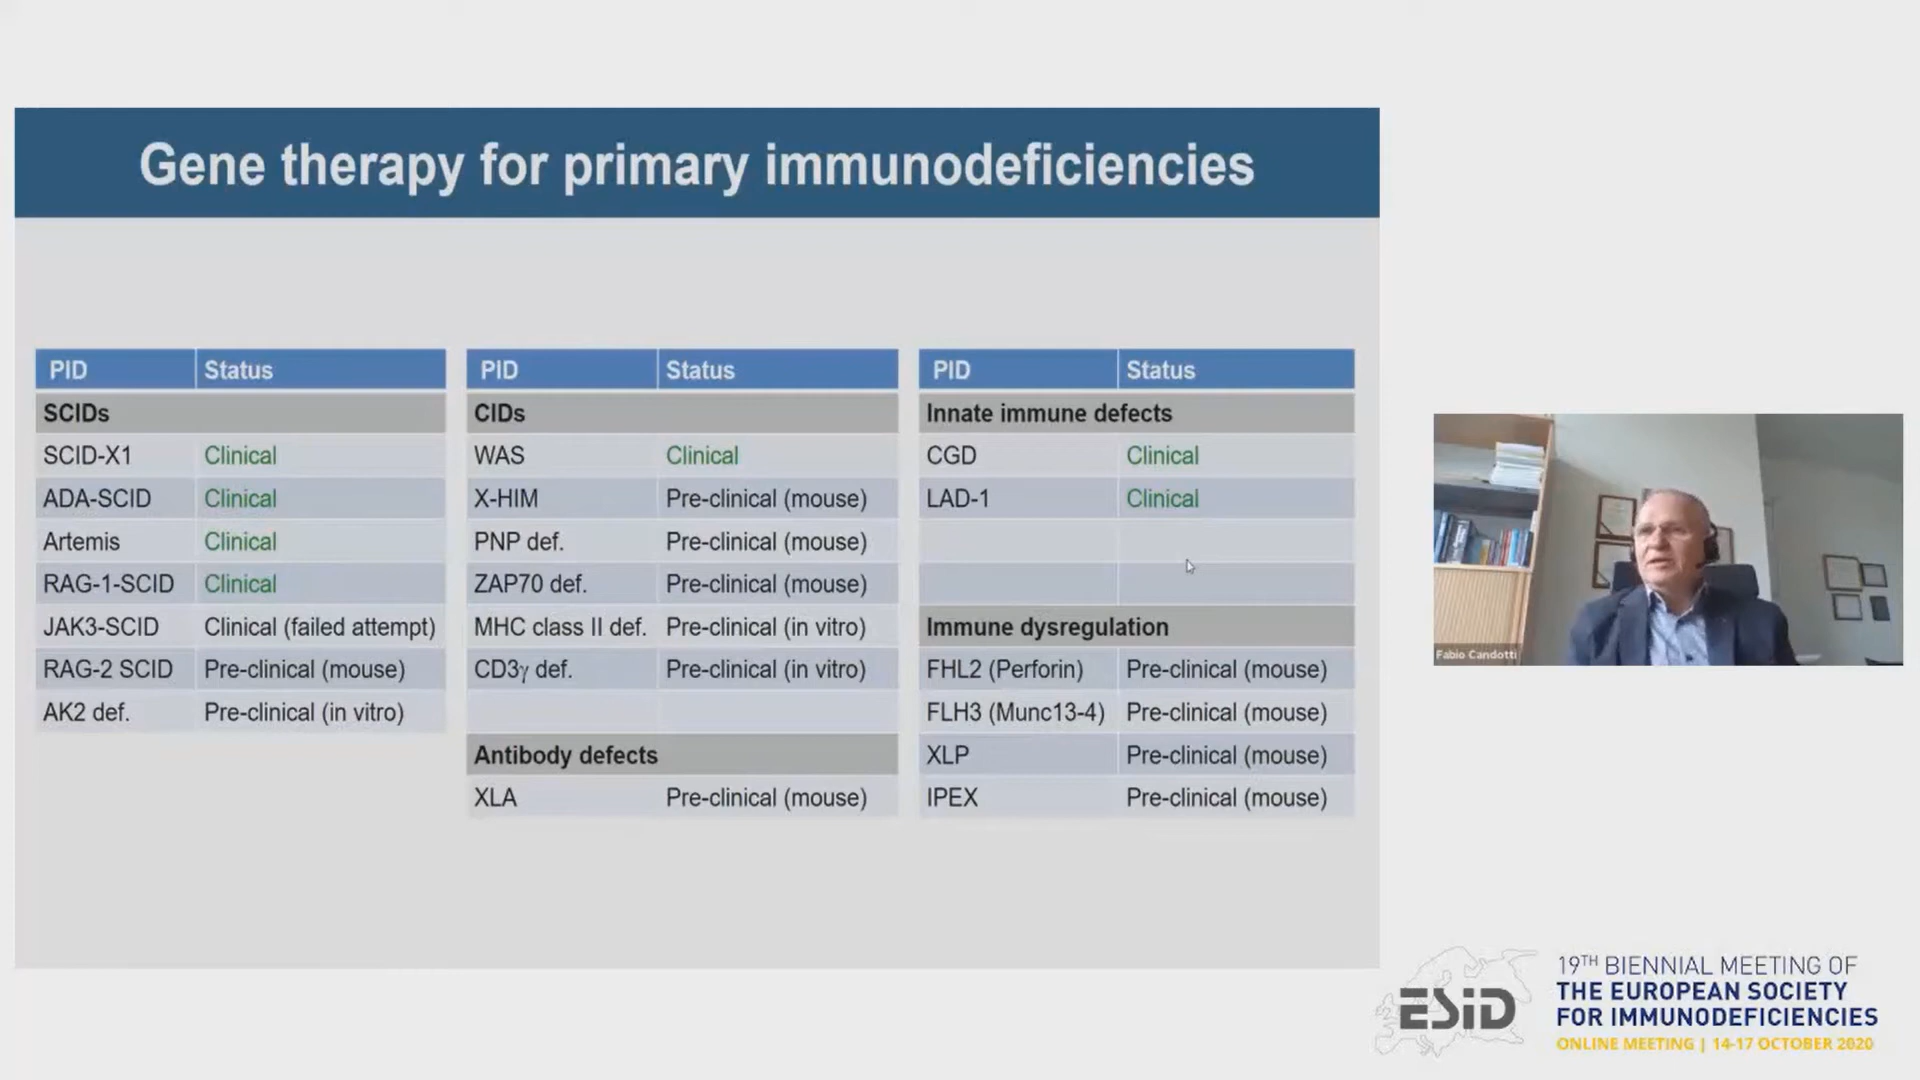 Gene therapy for primary immunodeficiencies
PID Status
SCIDs
SCID-X1 Clinical
ADA-SCID Clinical
Artemis Clinical
RAG-1-SCID Clinical
JAK3-SCID Clinical (failed attempt)
RAG-2 SCID Pre-clinical (mouse)
AK2 def. Pre-clinical (in vitro)
PID Status
CIDs
WAS Clinical
X-HIM Pre-clinical (mouse)
PNP def. Pre-clinical (mouse)
ZAP70 def. Pre-clinical (mouse)
MHC class II def. Pre-clinical (in vitro)
CD3γ def. Pre-clinical (in vitro)
Antibody defects
XLA Pre-clinical (mouse)
PID Status
Innate immune defects
CGD Clinical
LAD-1 Clinical
Immune dysregulation
FHL2 (Perforin) Pre-clinical (mouse)
FLH3 (Munc13-4) Pre-clinical (mouse)
XLP Pre-clinical (mouse)
IPEX Pre-clinical (mouse)
Fabio Candotti
ESiD
19TH BIENNIAL MEETING OF
THE EUROPEAN SOCIETY
FOR IMMUNODEFICIENCIES
ONLINE MEETING | 14-17 OCTOBER 2020